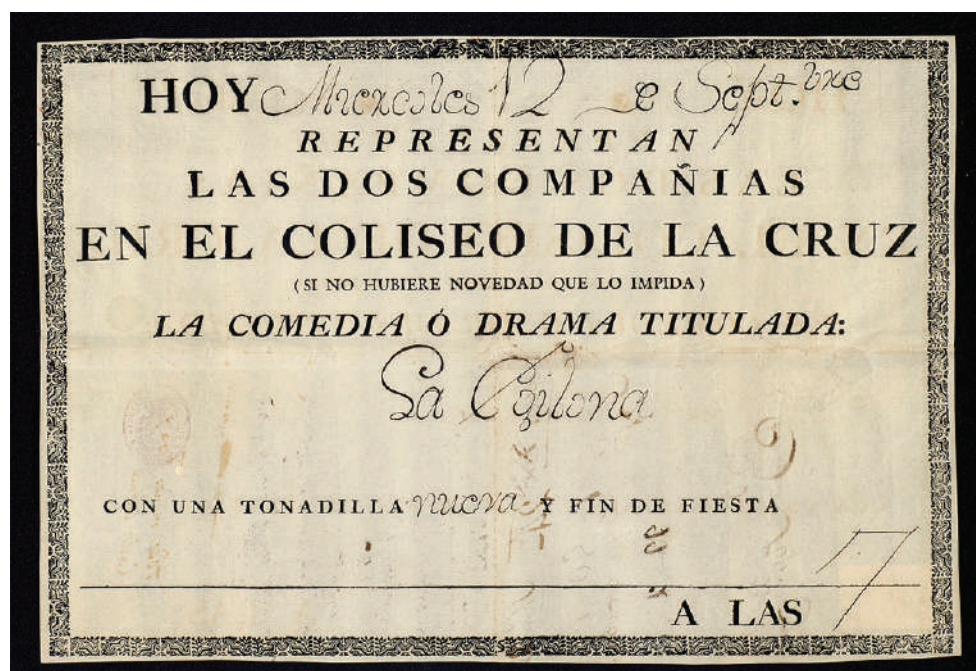 HOY Miercoles 12 de Sept.bre
REPRESENTAN
LAS DOS COMPAÑIAS
EN EL COLISEO DE LA CRUZ
(SI NO HUBIERE NOVEDAD QUE LO IMPIDA)
LA COMEDIA Ó DRAMA TITULADA:
La Egilona
CON UNA TONADILLA nueva Y FIN DE FIESTA
A LAS 7